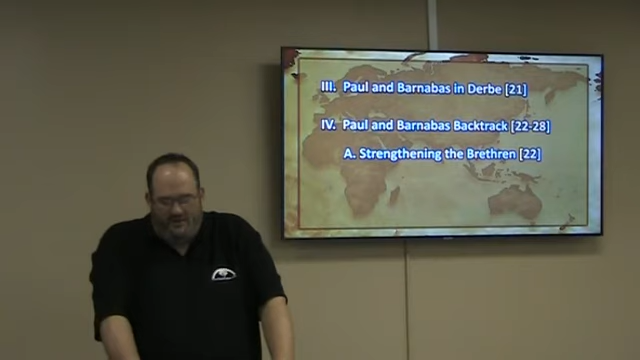 III. Paul and Barnabas in Derbe [21]
IV. Paul and Barnabas Backtrack [22-28]
A. Strengthening the Brethren [22]